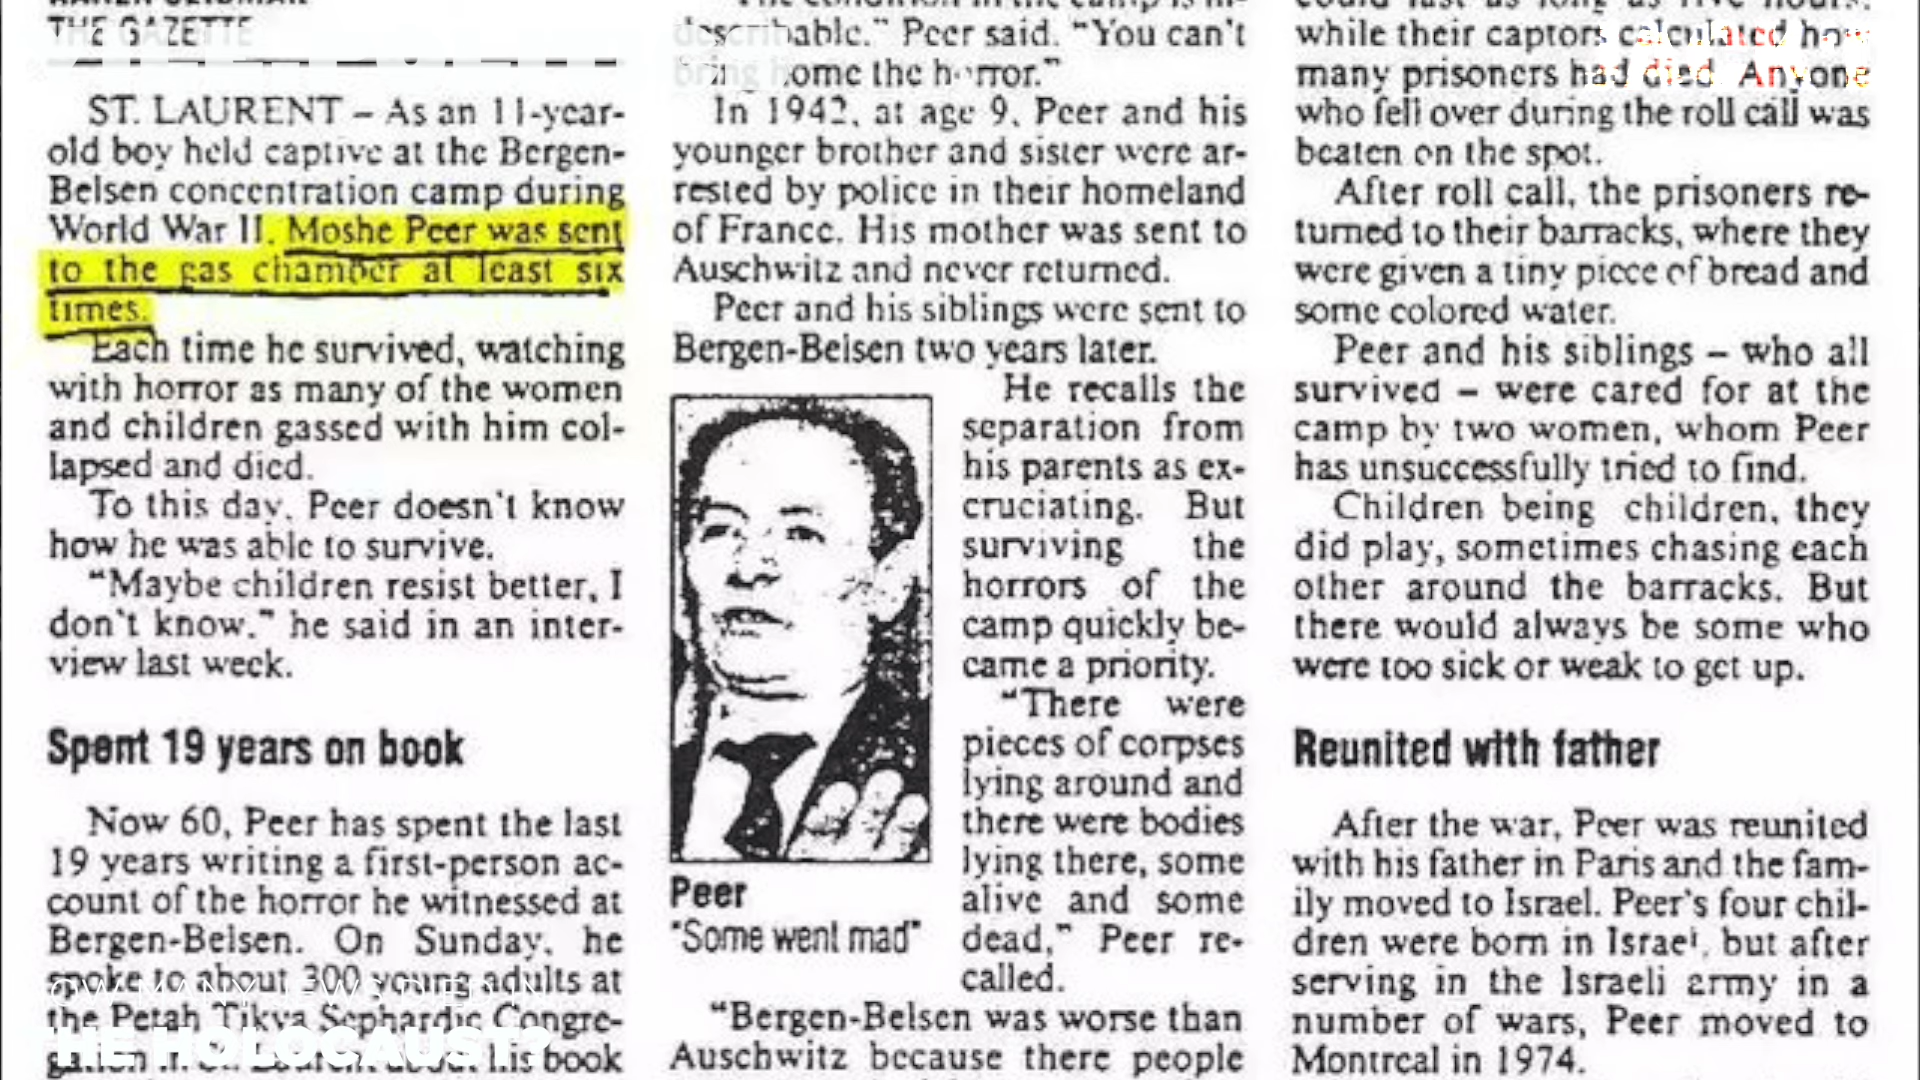 THE GAZETTE
ST. LAURENT – As an 11-year-
old boy held captive at the Bergen-
Belsen concentration camp during
World War II, Moshe Peer was sent
to the gas chamber at least six
times.
Each time he survived, watching
with horror as many of the women
and children gassed with him col-
lapsed and died.
To this day, Peer doesn't know
how he was able to survive.
"Maybe children resist better, I
don't know," he said in an inter-
view last week.
Spent 19 years on book
Now 60, Peer has spent the last
19 years writing a first-person ac-
count of the horror he witnessed at
Bergen-Belsen. On Sunday, he
spoke to about 300 young adults at
the Petah Tikva Sephardic Congre-
book
describable." Peer said. "You can't
bring home the horror."
In 1942, at age 9, Peer and his
younger brother and sister were ar-
rested by police in their homeland
of France. His mother was sent to
Auschwitz and never returned.
Peer and his siblings were sent to
Bergen-Belsen two years later.
He recalls the
separation from
his parents as ex-
cruciating. But
surviving the
horrors of the
camp quickly be-
came a priority.
"There were
pieces of corpses
lying around and
there were bodies
lying there, some
alive and some
dead," Peer re-
called.
"Bergen-Belsen was worse than
Auschwitz because there people
Peer
"Some went mad"
could last as long as five hours,
while their captors calculated how
many prisoners had died. Anyone
who fell over during the roll call was
beaten on the spot.
After roll call, the prisoners re-
turned to their barracks, where they
were given a tiny piece of bread and
some colored water.
Peer and his siblings – who all
survived – were cared for at the
camp by two women, whom Peer
has unsuccessfully tried to find.
Children being children, they
did play, sometimes chasing each
other around the barracks. But
there would always be some who
were too sick or weak to get up.
Reunited with father
After the war, Peer was reunited
with his father in Paris and the fam-
ily moved to Israel. Peer's four chil-
dren were born in Israel, but after
serving in the Israeli army in a
number of wars, Peer moved to
Montreal in 1974.
HE HOLOCAUST?